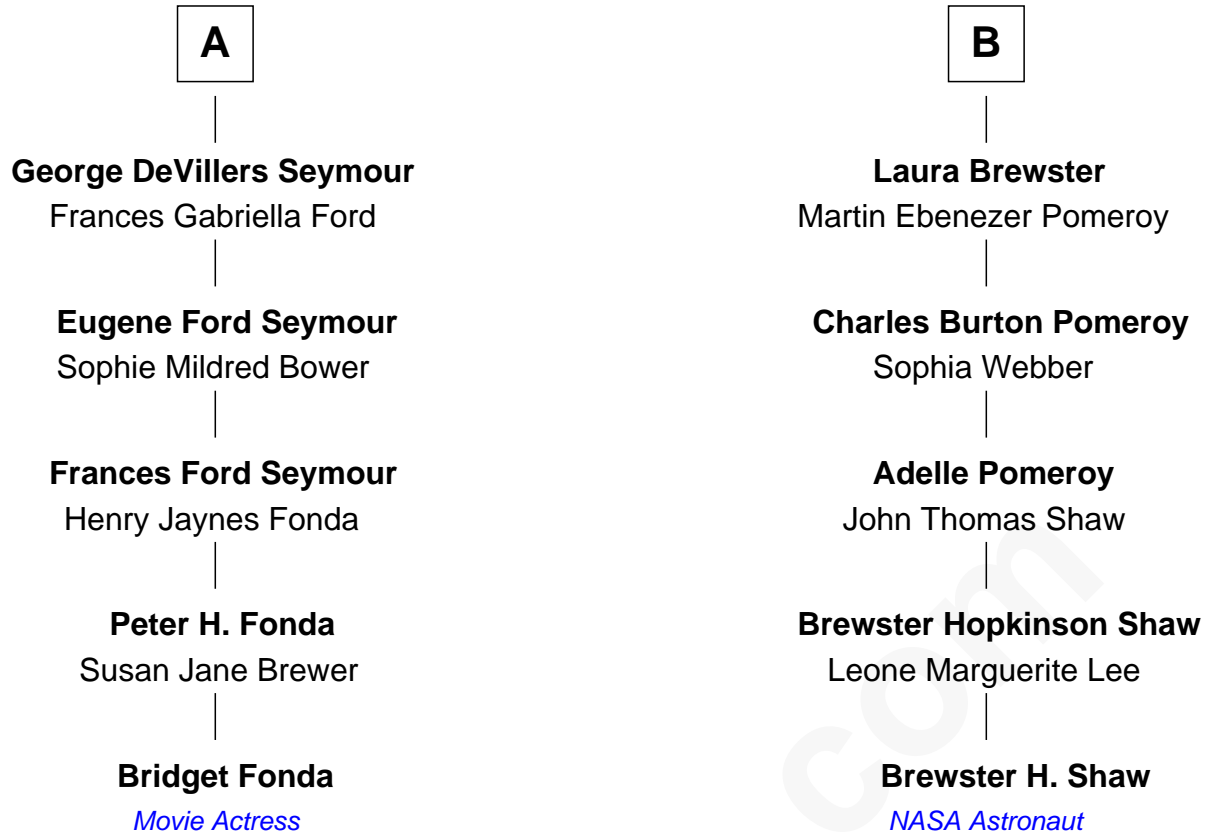 A
George DeVillers Seymour
Frances Gabriella Ford
Eugene Ford Seymour
Sophie Mildred Bower
Frances Ford Seymour
Henry Jaynes Fonda
Peter H. Fonda
Susan Jane Brewer
Bridget Fonda
Movie Actress
B
Laura Brewster
Martin Ebenezer Pomeroy
Charles Burton Pomeroy
Sophia Webber
Adelle Pomeroy
John Thomas Shaw
Brewster Hopkinson Shaw
Leone Marguerite Lee
Brewster H. Shaw
NASA Astronaut
com